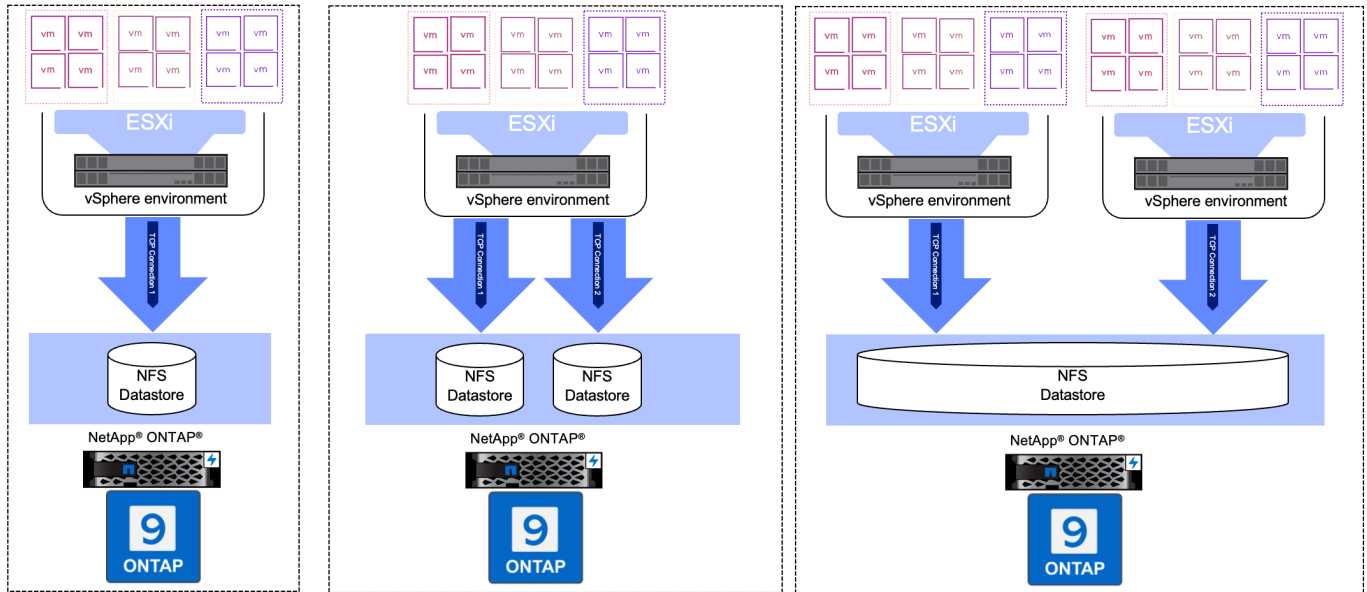 vm vm vm vm vm vm
vm vm vm vm vm vm
ESXi
vSphere environment
TCP Connection 1
NFS
Datastore
NetApp® ONTAP®
9
ONTAP
vm vm vm vm vm vm
vm vm vm vm vm vm
ESXi
vSphere environment
TCP Connection 1
TCP Connection 2
NFS
Datastore
NFS
Datastore
NetApp® ONTAP®
9
ONTAP
vm vm vm vm vm vm
vm vm vm vm vm vm
ESXi
vSphere environment
TCP Connection 1
vm vm vm vm vm vm
vm vm vm vm vm vm
ESXi
vSphere environment
TCP Connection 2
NFS
Datastore
NetApp® ONTAP®
9
ONTAP